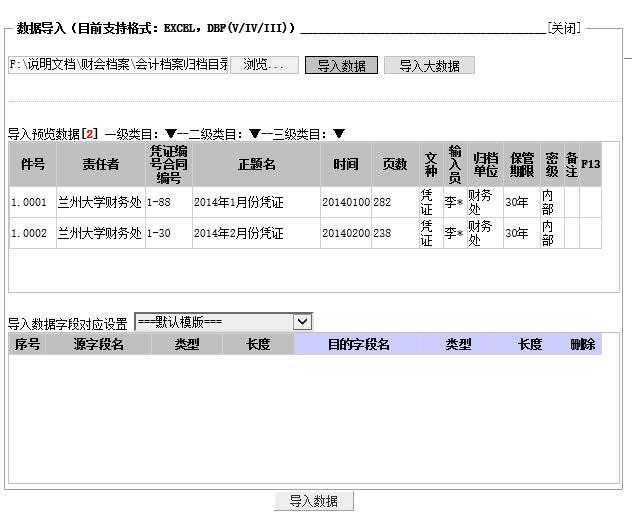 数据导入（目前支持格式：EXCEL，DBF(V/IV/III)）[关闭]
F:\说明文档\财会档案\会计档案归档目录 浏览... 导入数据 导入大数据
导入预览数据[2] 一级类目：▼--二级类目：▼--三级类目：▼
件号 责任者 凭证编号合同编号 正题名 时间 页数 文种 输入员 归档单位 保管期限 密级 备注 F13
1.0001 兰州大学财务处 1-88 2014年1月份凭证 20140100 282 凭证 李* 财务处 30年 内部
1.0002 兰州大学财务处 1-30 2014年2月份凭证 20140200 238 凭证 李* 财务处 30年 内部
导入数据字段对应设置 ===默认模版===
序号 源字段名 类型 长度 目的字段名 类型 长度 删除
导入数据